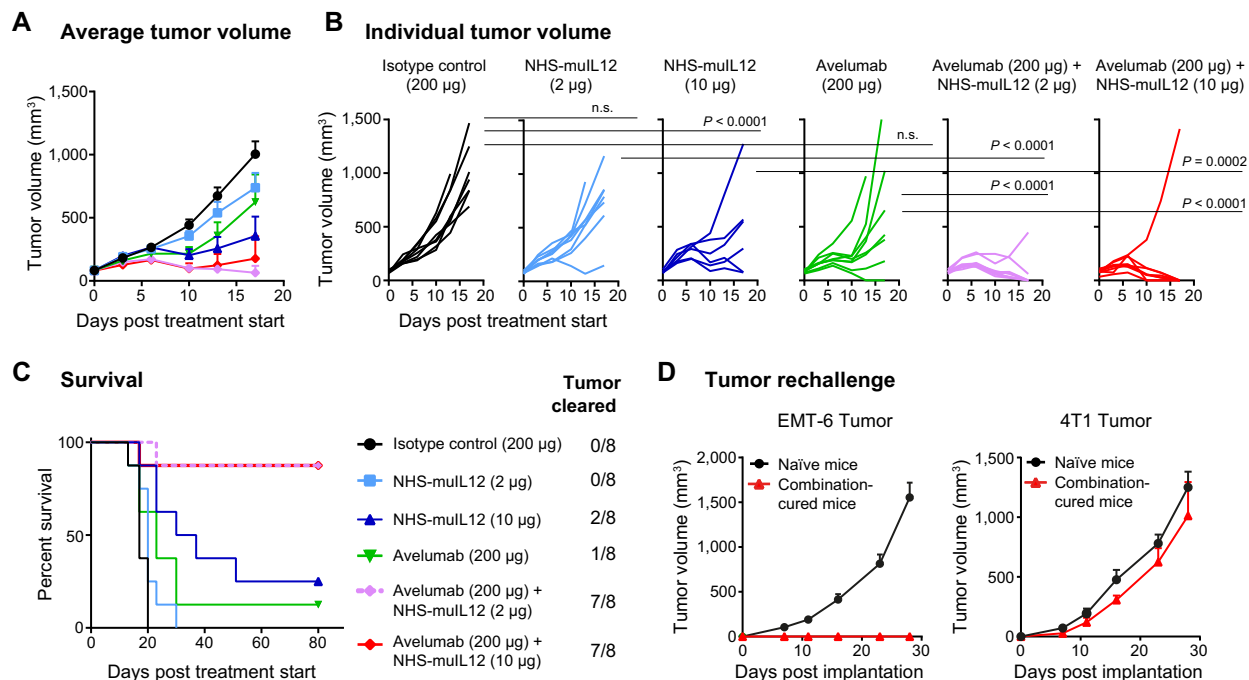 A Average tumor volume
Tumor volume (mm³)
1,500
1,000
500
0
0 5 10 15 20
Days post treatment start
B Individual tumor volume
Isotype control
(200 µg)
NHS-muIL12
(2 µg)
NHS-muIL12
(10 µg)
Avelumab
(200 µg)
Avelumab (200 µg) +
NHS-muIL12 (2 µg)
Avelumab (200 µg) +
NHS-muIL12 (10 µg)
n.s.
P < 0.0001
n.s.
P < 0.0001
P = 0.0002
P < 0.0001
P < 0.0001
Tumor volume (mm³)
1,500
1,000
500
0
0 5 10 15 20
0 5 10 15 20
0 5 10 15 20
0 5 10 15 20
0 5 10 15 20
0 5 10 15 20
Days post treatment start
C Survival
Percent survival
100
50
0
0 20 40 60 80
Days post treatment start
Tumor
cleared
Isotype control (200 µg) 0/8
NHS-muIL12 (2 µg) 0/8
NHS-muIL12 (10 µg) 2/8
Avelumab (200 µg) 1/8
Avelumab (200 µg) +
NHS-muIL12 (2 µg) 7/8
Avelumab (200 µg) +
NHS-muIL12 (10 µg) 7/8
D Tumor rechallenge
EMT-6 Tumor
Tumor volume (mm³)
2,000
1,500
1,000
500
0
Naïve mice
Combination-
cured mice
0 10 20 30
Days post implantation
4T1 Tumor
Tumor volume (mm³)
1,500
1,000
500
0
Naïve mice
Combination-
cured mice
0 10 20 30
Days post implantation